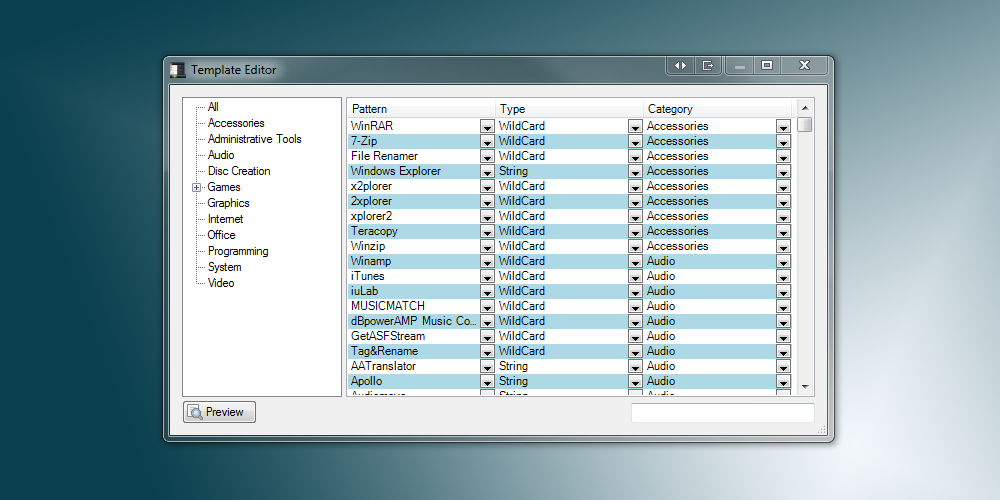 Template Editor
All
Accessories
Administrative Tools
Audio
Disc Creation
Games
Graphics
Internet
Office
Programming
System
Video
Pattern Type Category
WinRAR WildCard Accessories
7-Zip WildCard Accessories
File Renamer WildCard Accessories
Windows Explorer String Accessories
x2plorer WildCard Accessories
2xplorer WildCard Accessories
xplorer2 WildCard Accessories
Teracopy WildCard Accessories
Winzip WildCard Accessories
Winamp WildCard Audio
iTunes WildCard Audio
iuLab WildCard Audio
MUSICMATCH WildCard Audio
dBpowerAMP Music Co... WildCard Audio
GetASFStream WildCard Audio
Tag&Rename WildCard Audio
AATranslator String Audio
Apollo String Audio
String Audio
Preview